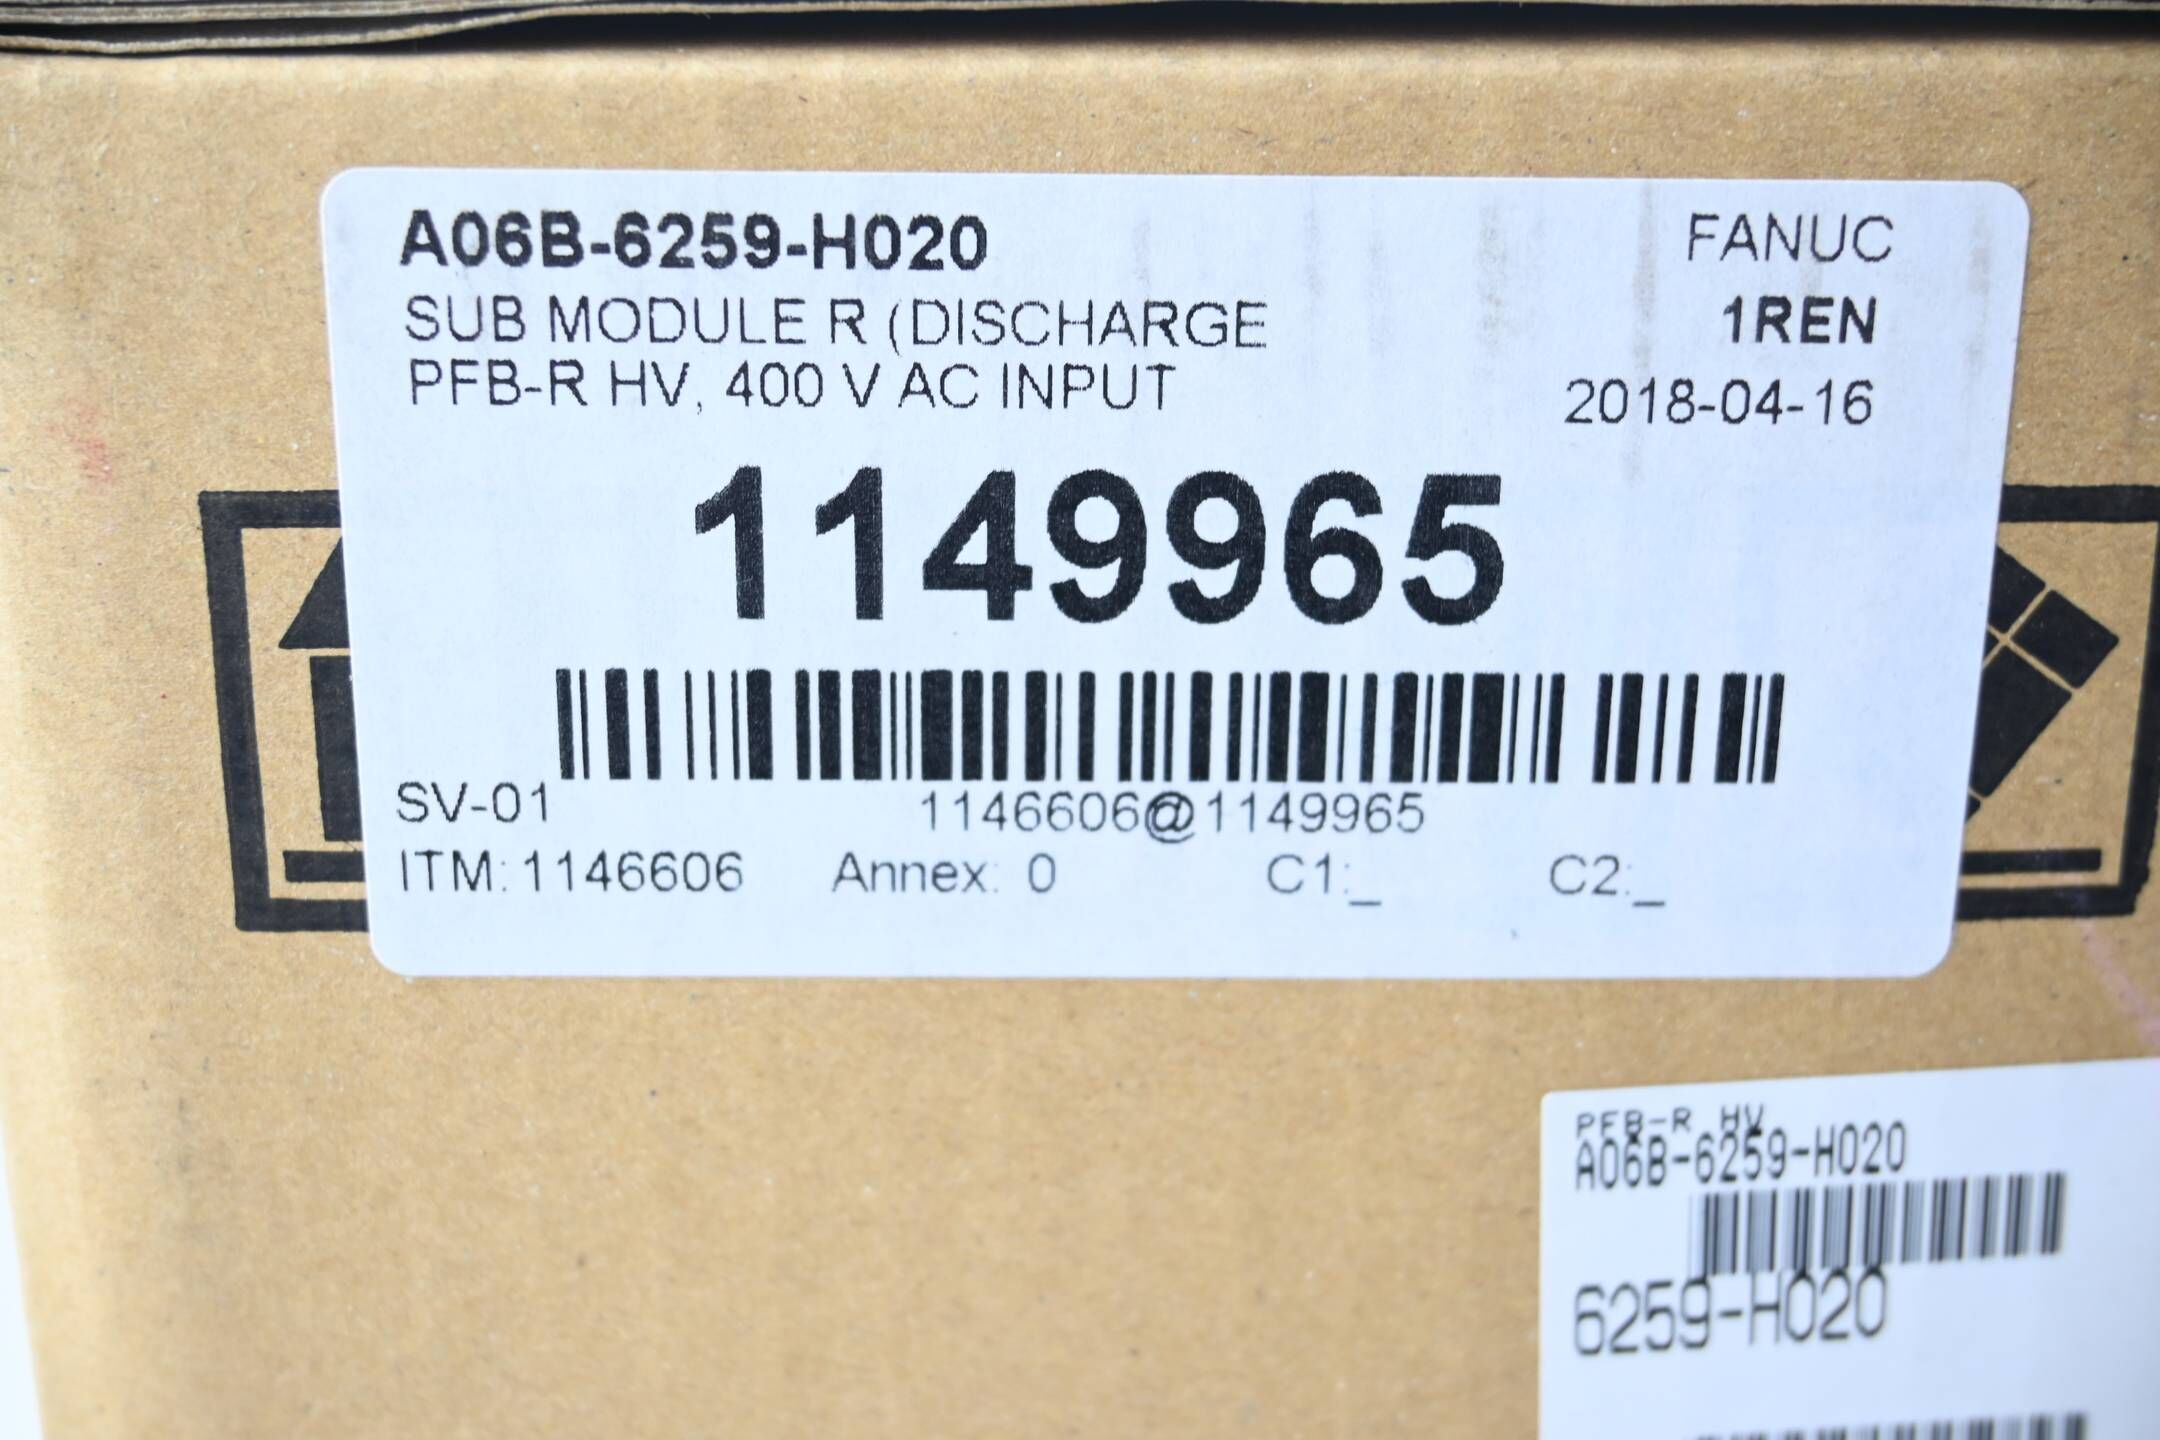 A06B-6259-H020
FANUC
SUB MODULE R (DISCHARGE
1REN
PFB-R HV, 400 V AC INPUT
2018-04-16
1149965
SV-01
1146606@1149965
ITM: 1146606 Annex: 0 C1:_ C2:_
PFB-R HV
A06B-6259-H020
6259-H020